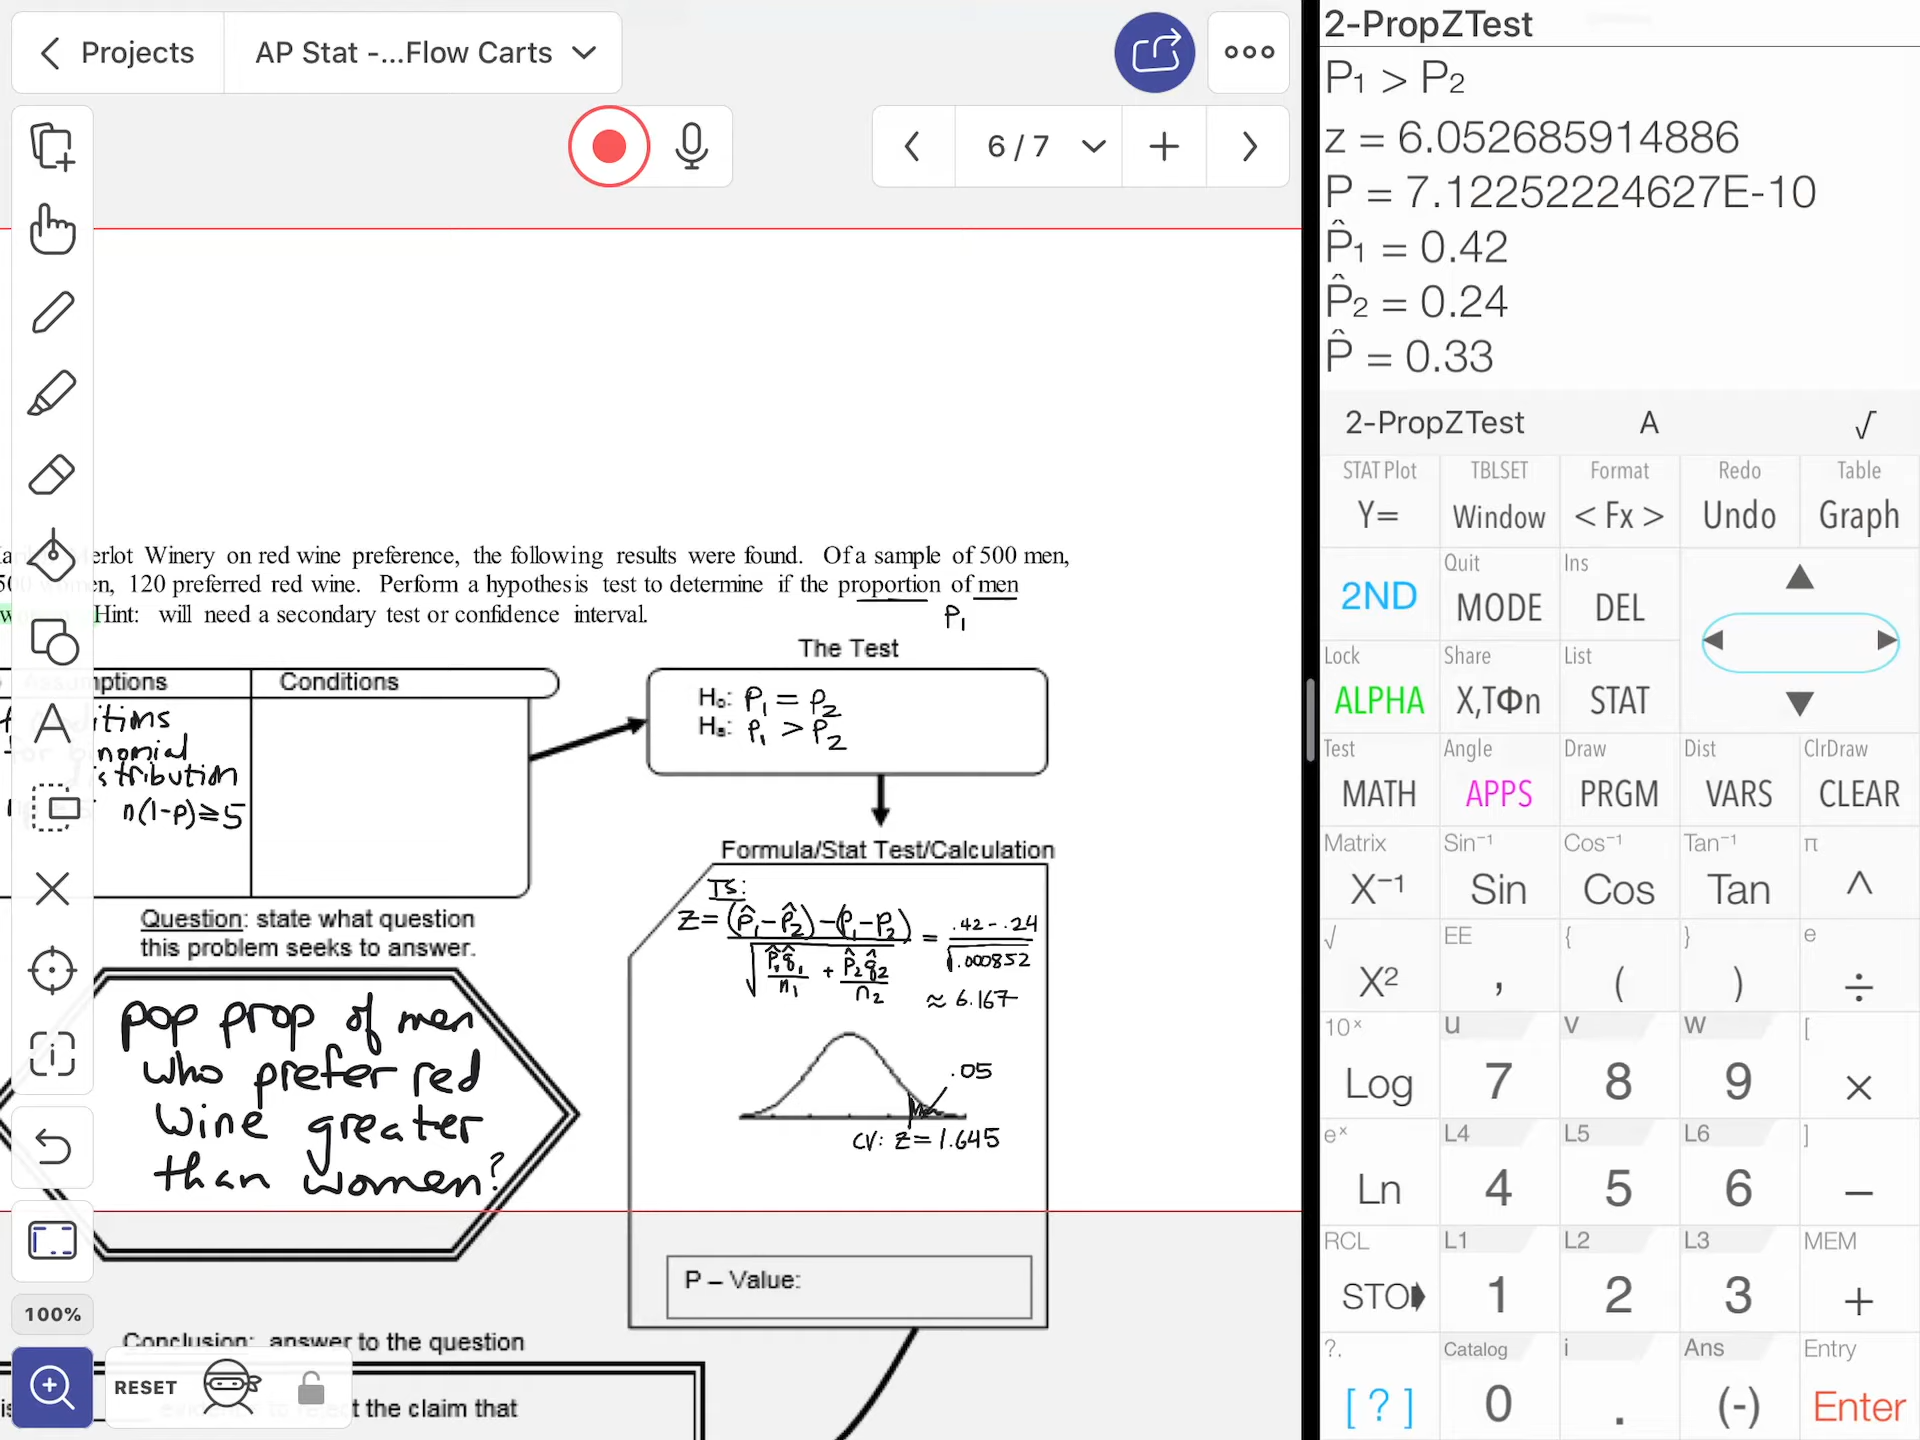 Projects
AP Stat -...Flow Carts
6 / 7
erlot Winery on red wine preference, the following results were found. Of a sample of 500 men,
en, 120 preferred red wine. Perform a hypothesis test to determine if the proportion of men
Hint: will need a secondary test or confidence interval.
P₁
The Test
Assumptions
Conditions
H₀: P₁ = P₂
Hₐ: P₁ > P₂
for binomial
distribution
n(1-p) ≥ 5
Formula/Stat Test/Calculation
TS:
Z = (p̂₁ - p̂₂) - (p₁ - p₂) / √(p̂₁q̂₁/n₁ + p̂₂q̂₂/n₂) = .42 - .24 / √.000852
≈ 6.167
.05
CV: Z = 1.645
P – Value:
Question: state what question
this problem seeks to answer.
pop prop of men
who prefer red
wine greater
than women?
Conclusion: answer to the question
t the claim that
100%
RESET
2-PropZTest
P₁ > P₂
z = 6.052685914886
P = 7.12252224627E-10
P̂₁ = 0.42
P̂₂ = 0.24
P̂ = 0.33
2-PropZTest A √
STAT Plot TBLSET Format Redo Table
Y= Window < Fx > Undo Graph
Quit Ins
2ND MODE DEL
Lock Share List
ALPHA X,TΦn STAT
Test Angle Draw Dist ClrDraw
MATH APPS PRGM VARS CLEAR
Matrix Sin⁻¹ Cos⁻¹ Tan⁻¹ π
X⁻¹ Sin Cos Tan ^
√ EE { } e
X² , ( ) ÷
10ˣ u v w [
Log 7 8 9 ×
eˣ L4 L5 L6 ]
Ln 4 5 6 −
RCL L1 L2 L3 MEM
STO 1 2 3 +
?. Catalog i Ans Entry
[ ? ] 0 . (-) Enter